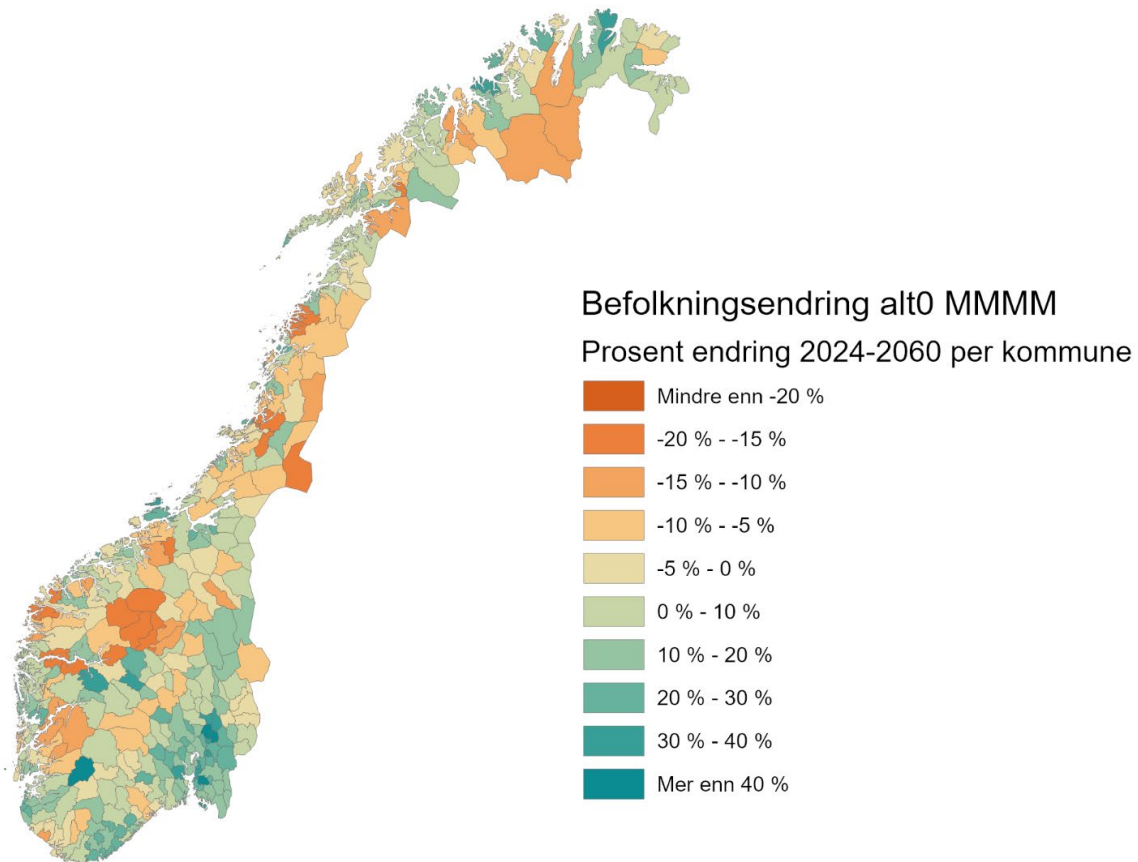 Befolkningsendring alt0 MMMM
Prosent endring 2024-2060 per kommune
Mindre enn -20 %
-20 % - -15 %
-15 % - -10 %
-10 % - -5 %
-5 % - 0 %
0 % - 10 %
10 % - 20 %
20 % - 30 %
30 % - 40 %
Mer enn 40 %